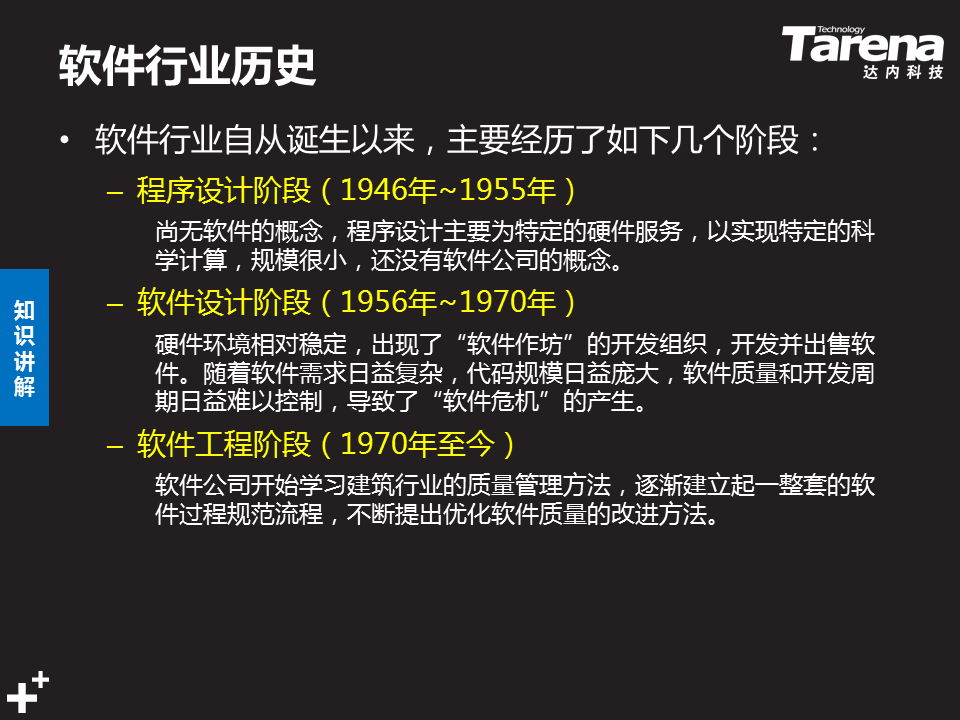 软件行业历史
Technology
Tarena
达内科技
• 软件行业自从诞生以来，主要经历了如下几个阶段：
– 程序设计阶段（1946年~1955年）
尚无软件的概念，程序设计主要为特定的硬件服务，以实现特定的科
学计算，规模很小，还没有软件公司的概念。
– 软件设计阶段（1956年~1970年）
硬件环境相对稳定，出现了“软件作坊”的开发组织，开发并出售软
件。随着软件需求日益复杂，代码规模日益庞大，软件质量和开发周
期日益难以控制，导致了“软件危机”的产生。
– 软件工程阶段（1970年至今）
软件公司开始学习建筑行业的质量管理方法，逐渐建立起一整套的软
件过程规范流程，不断提出优化软件质量的改进方法。
知
识
讲
解